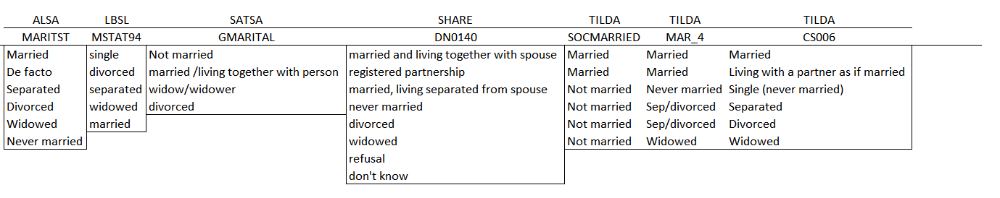 ALSA LBSL SATSA SHARE TILDA TILDA TILDA
MARITST MSTAT94 GMARITAL DN0140 SOCMARRIED MAR_4 CS006
Married single Not married married and living together with spouse Married Married Married
De facto divorced married /living together with person registered partnership Married Married Living with a partner as if married
Separated separated widow/widower married, living separated from spouse Not married Never married Single (never married)
Divorced widowed divorced never married Not married Sep/divorced Separated
Widowed married divorced Not married Sep/divorced Divorced
Never married widowed Not married Widowed Widowed
refusal
don't know